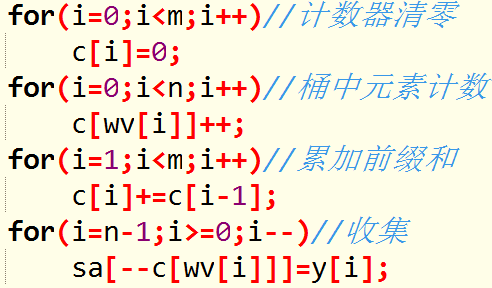 for(i=0;i<m;i++)//计数器清零
    c[i]=0;
for(i=0;i<n;i++)//桶中元素计数
    c[wv[i]]++;
for(i=1;i<m;i++)//累加前缀和
    c[i]+=c[i-1];
for(i=n-1;i>=0;i--)//收集
    sa[--c[wv[i]]]=y[i];